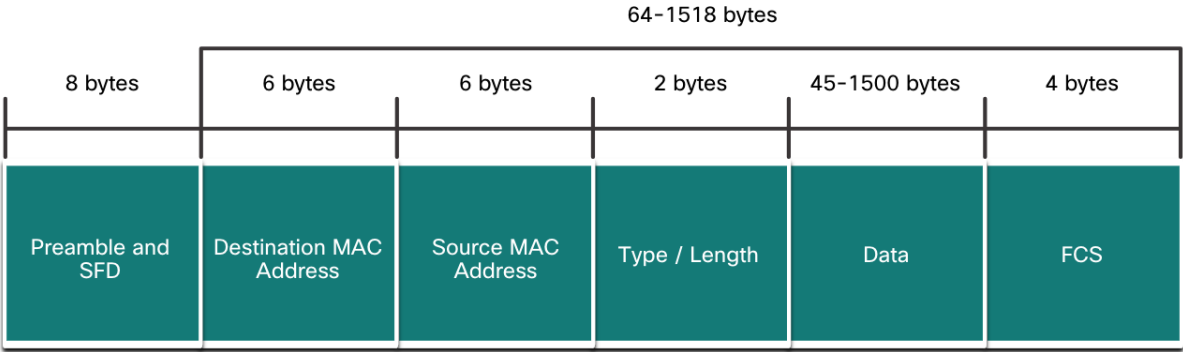 64-1518 bytes
8 bytes
6 bytes
6 bytes
2 bytes
45-1500 bytes
4 bytes
Preamble and
SFD
Destination MAC
Address
Source MAC
Address
Type / Length
Data
FCS